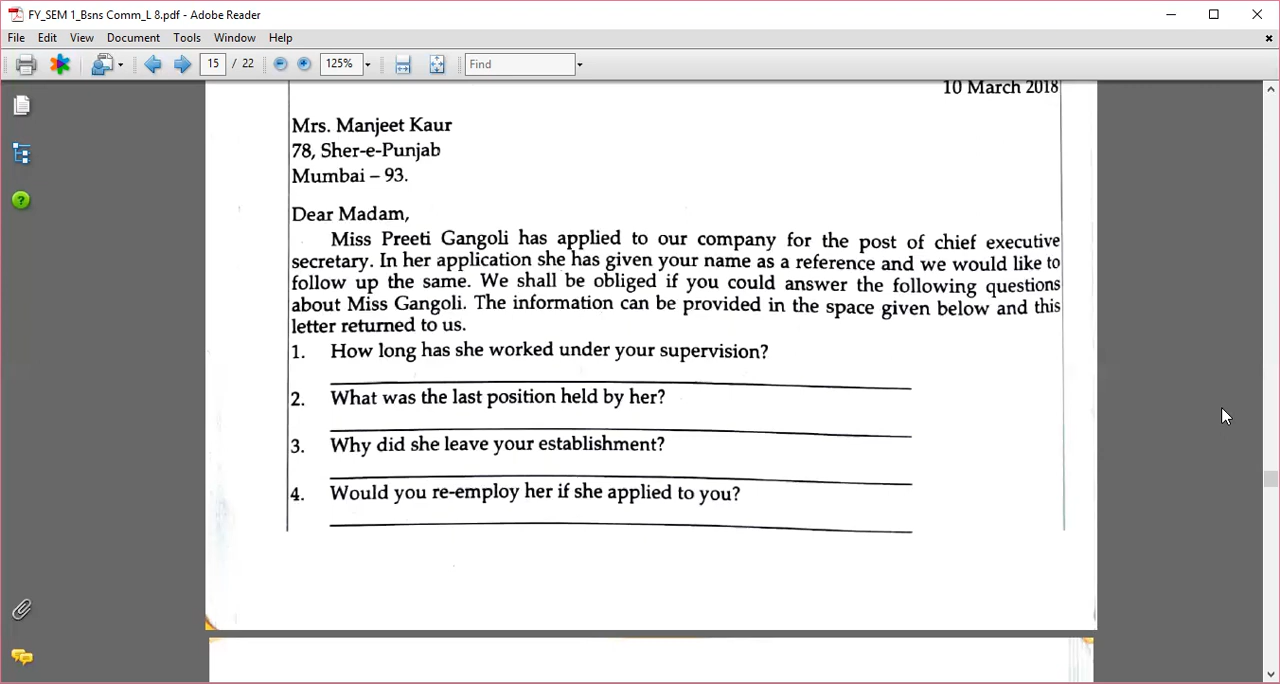 FY_SEM 1_Bsns Comm_L 8.pdf - Adobe Reader
File Edit View Document Tools Window Help
15 / 22 125% Find
10 March 2018
Mrs. Manjeet Kaur
78, Sher-e-Punjab
Mumbai – 93.
Dear Madam,
Miss Preeti Gangoli has applied to our company for the post of chief executive
secretary. In her application she has given your name as a reference and we would like to
follow up the same. We shall be obliged if you could answer the following questions
about Miss Gangoli. The information can be provided in the space given below and this
letter returned to us.
1. How long has she worked under your supervision?
2. What was the last position held by her?
3. Why did she leave your establishment?
4. Would you re-employ her if she applied to you?